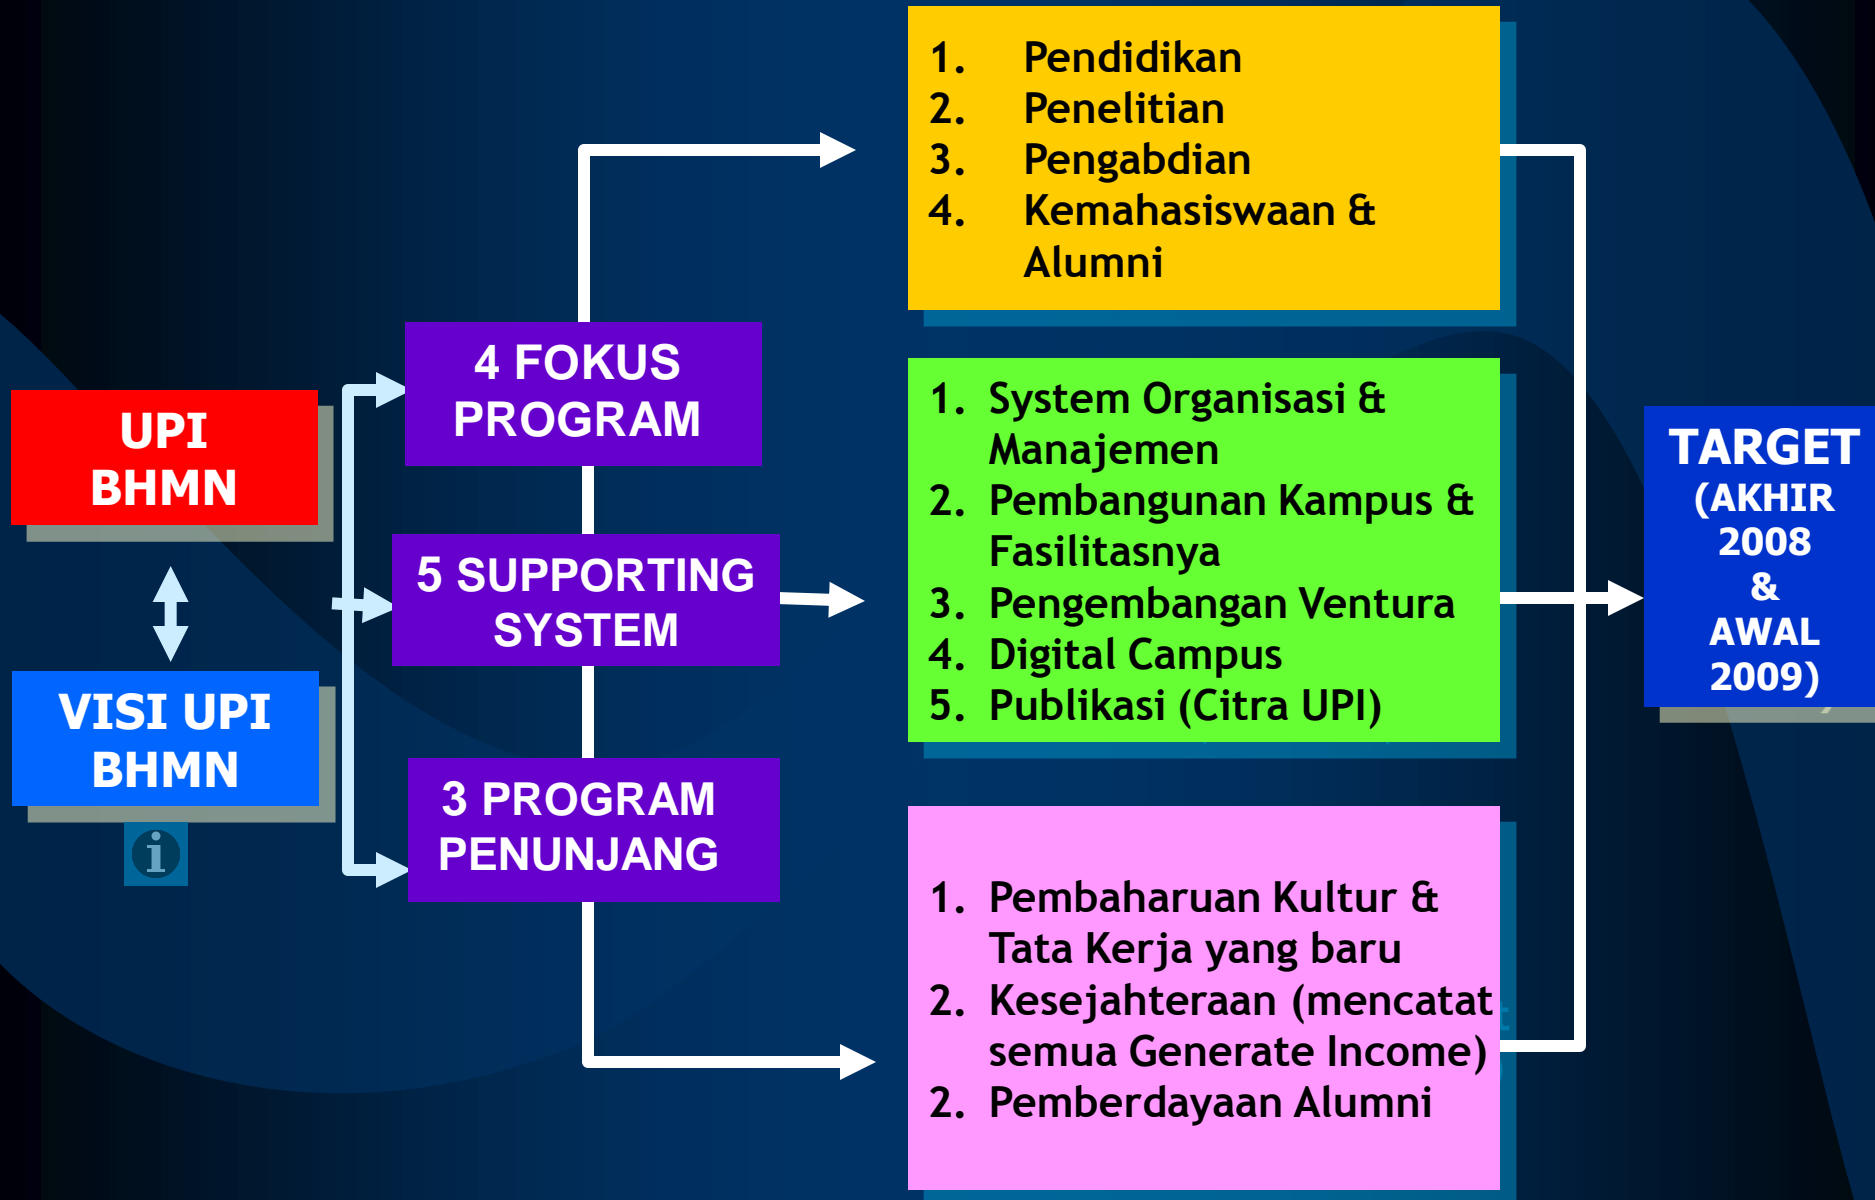 UPI
BHMN
VISI UPI
BHMN
i
4 FOKUS
PROGRAM
5 SUPPORTING
SYSTEM
3 PROGRAM
PENUNJANG
1. Pendidikan
2. Penelitian
3. Pengabdian
4. Kemahasiswaan &
Alumni
1. System Organisasi &
Manajemen
2. Pembangunan Kampus &
Fasilitasnya
3. Pengembangan Ventura
4. Digital Campus
5. Publikasi (Citra UPI)
1. Pembaharuan Kultur &
Tata Kerja yang baru
2. Kesejahteraan (mencatat
semua Generate Income)
2. Pemberdayaan Alumni
TARGET
(AKHIR
2008
&
AWAL
2009)